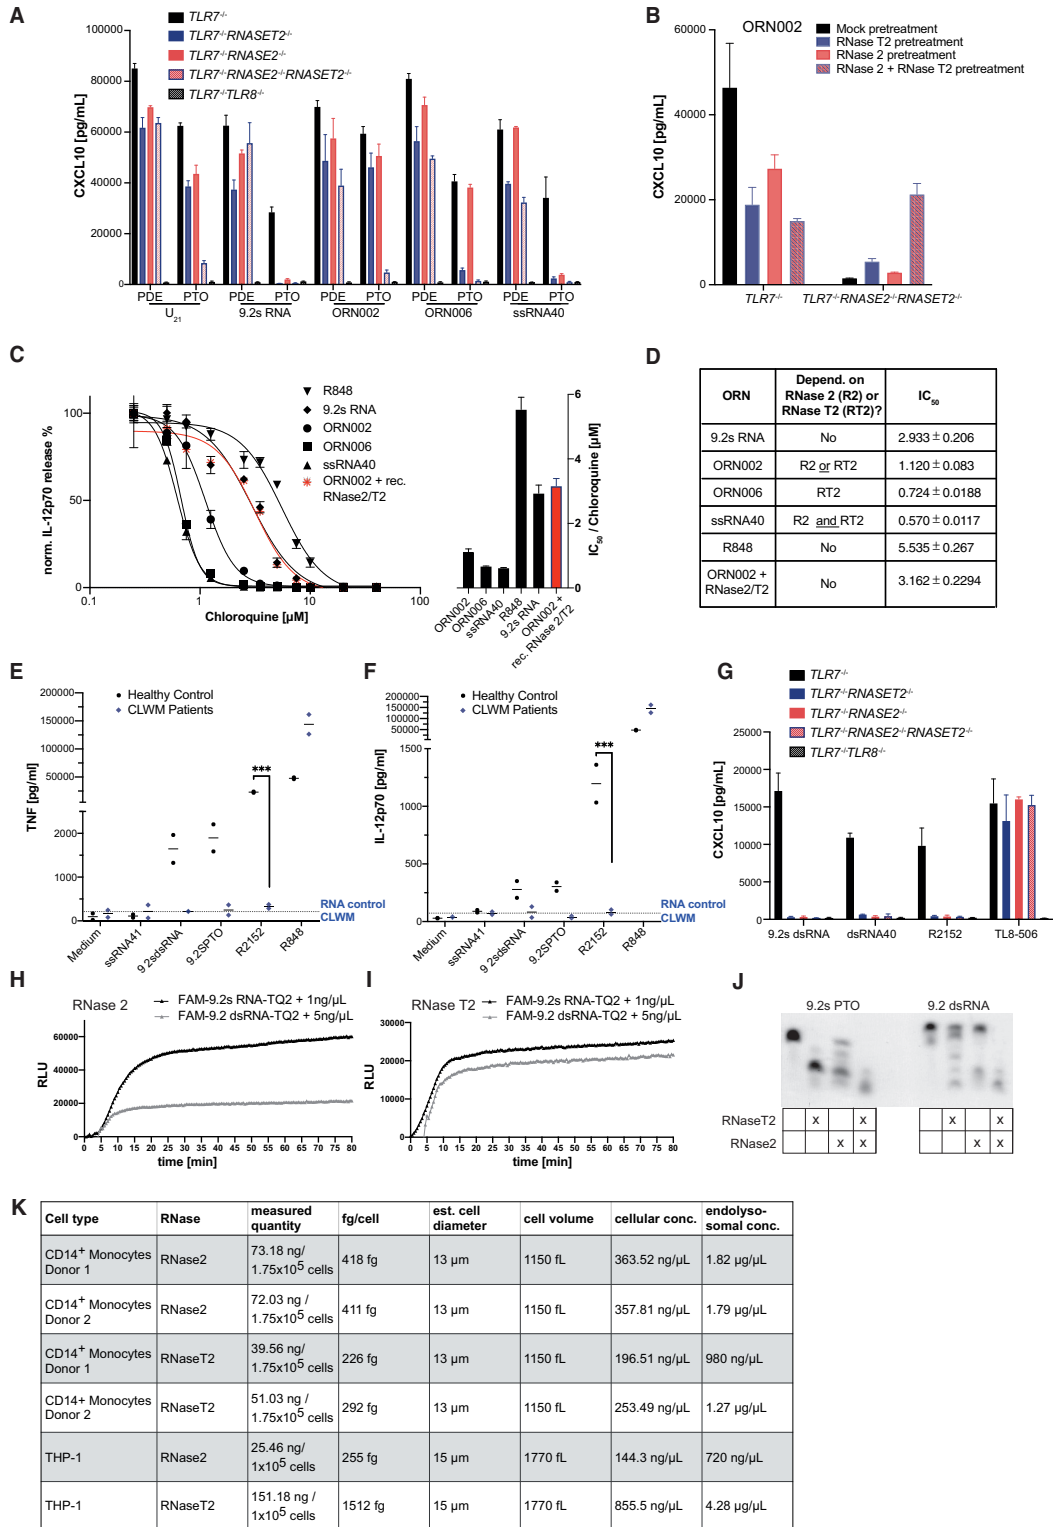 A
TLR7-/-
TLR7-/-RNASET2-/-
TLR7-/-RNASE2-/-
TLR7-/-RNASE2-/-RNASET2-/-
TLR7-/-TLR8-/-
CXCL10 [pg/mL]
100000
80000
60000
40000
20000
0
PDE PTO PDE PTO PDE PTO PDE PTO PDE PTO
U21 9.2s RNA ORN002 ORN006 ssRNA40
B
ORN002
Mock pretreatment
RNase T2 pretreatment
RNase 2 pretreatment
RNase 2 + RNase T2 pretreatment
CXCL10 [pg/mL]
60000
40000
20000
0
TLR7-/- TLR7-/-RNASE2-/-RNASET2-/-
C
norm. IL-12p70 release %
100
50
0
0.1 1 10 100
Chloroquine [µM]
R848
9.2s RNA
ORN002
ORN006
ssRNA40
ORN002 + rec.
RNase2/T2
IC50 / Chloroquine [µM]
6
4
2
0
ORN002
ORN006
ssRNA40
R848
9.2s RNA
ORN002 +
rec. RNase 2/T2
D
ORN Depend. on RNase 2 (R2) or RNase T2 (RT2)? IC50
9.2s RNA No 2.933 ± 0.206
ORN002 R2 or RT2 1.120 ± 0.083
ORN006 RT2 0.724 ± 0.0188
ssRNA40 R2 and RT2 0.570 ± 0.0117
R848 No 5.535 ± 0.267
ORN002 + RNase2/T2 No 3.162 ± 0.2294
E
Healthy Control
CLWM Patients
TNF [pg/ml]
200000
150000
100000
50000
2000
1000
0
***
RNA control
CLWM
Medium
ssRNA41
9 2sdsRNA
9.2SPTO
R2152
R848
F
Healthy Control
CLWM Patients
IL-12p70 [pg/ml]
200000
150000
100000
50000
1500
1000
500
0
***
RNA control
CLWM
Medium
ssRNA41
9 2sdsRNA
9.2SPTO
R2152
R848
G
TLR7-/-
TLR7-/-RNASET2-/-
TLR7-/-RNASE2-/-
TLR7-/-RNASE2-/-RNASET2-/-
TLR7-/-TLR8-/-
CXCL10 [pg/mL]
25000
20000
15000
10000
5000
0
9.2s dsRNA dsRNA40 R2152 TL8-506
H
RNase 2
FAM-9.2s RNA-TQ2 + 1ng/µL
FAM-9.2 dsRNA-TQ2 + 5ng/µL
RLU
60000
40000
20000
0
0 5 10 15 20 25 30 35 40 45 50 55 60 65 70 75 80
time [min]
I
RNase T2
FAM-9.2s RNA-TQ2 + 1ng/µL
FAM-9.2 dsRNA-TQ2 + 5ng/µL
RLU
30000
20000
10000
0
0 5 10 15 20 25 30 35 40 45 50 55 60 65 70 75 80
time [min]
J
9.2s PTO 9.2 dsRNA
RNaseT2 x x x x
RNase2 x x x x
K
Cell type RNase measured quantity fg/cell est. cell diameter cell volume cellular conc. endolyso-somal conc.
CD14+ Monocytes Donor 1 RNase2 73.18 ng/ 1.75x10^5 cells 418 fg 13 µm 1150 fL 363.52 ng/µL 1.82 µg/µL
CD14+ Monocytes Donor 2 RNase2 72.03 ng / 1.75x10^5 cells 411 fg 13 µm 1150 fL 357.81 ng/µL 1.79 µg/µL
CD14+ Monocytes Donor 1 RNaseT2 39.56 ng/ 1.75x10^5 cells 226 fg 13 µm 1150 fL 196.51 ng/µL 980 ng/µL
CD14+ Monocytes Donor 2 RNaseT2 51.03 ng / 1.75x10^5 cells 292 fg 13 µm 1150 fL 253.49 ng/µL 1.27 µg/µL
THP-1 RNase2 25.46 ng/ 1x10^5 cells 255 fg 15 µm 1770 fL 144.3 ng/µL 720 ng/µL
THP-1 RNaseT2 151.18 ng / 1x10^5 cells 1512 fg 15 µm 1770 fL 855.5 ng/µL 4.28 µg/µL